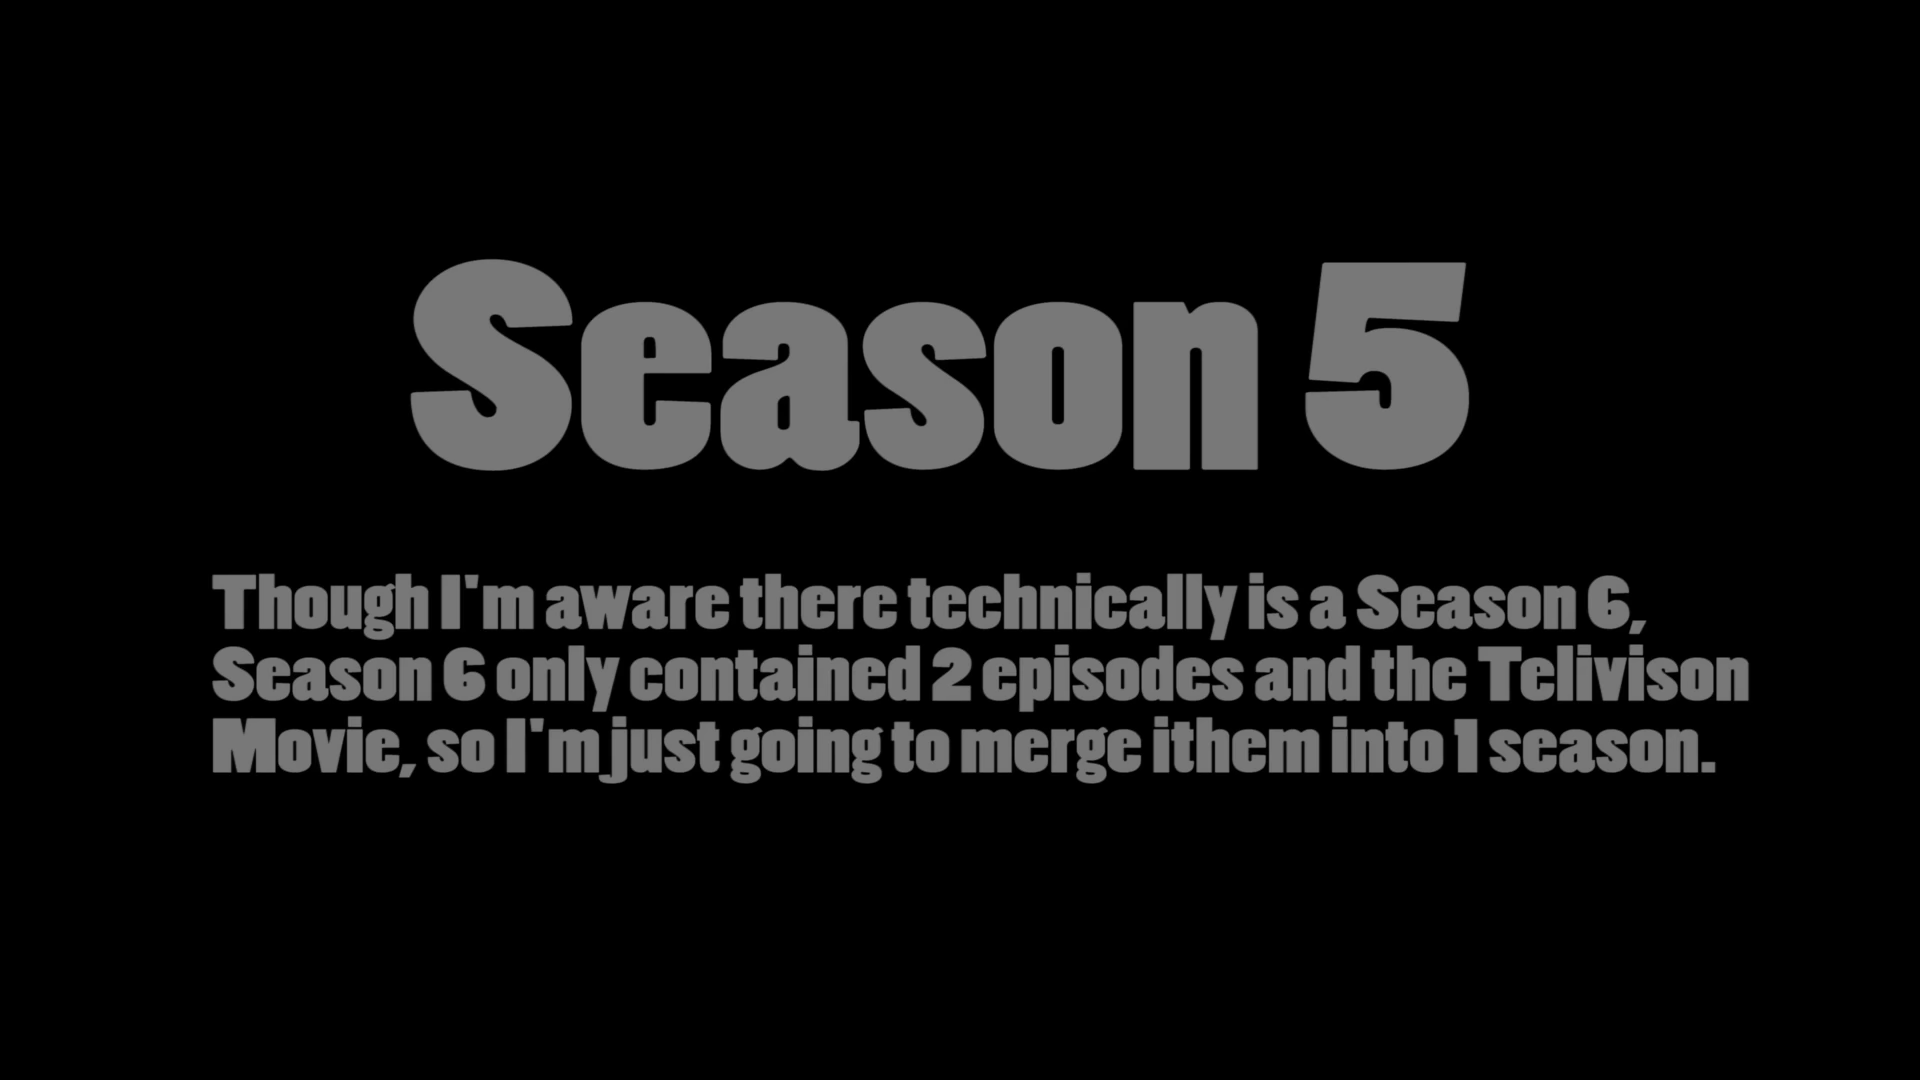 Season 5
Though I'm aware there technically is a Season 6,
Season 6 only contained 2 episodes and the Telivison
Movie, so I'm just going to merge ithem into 1 season.